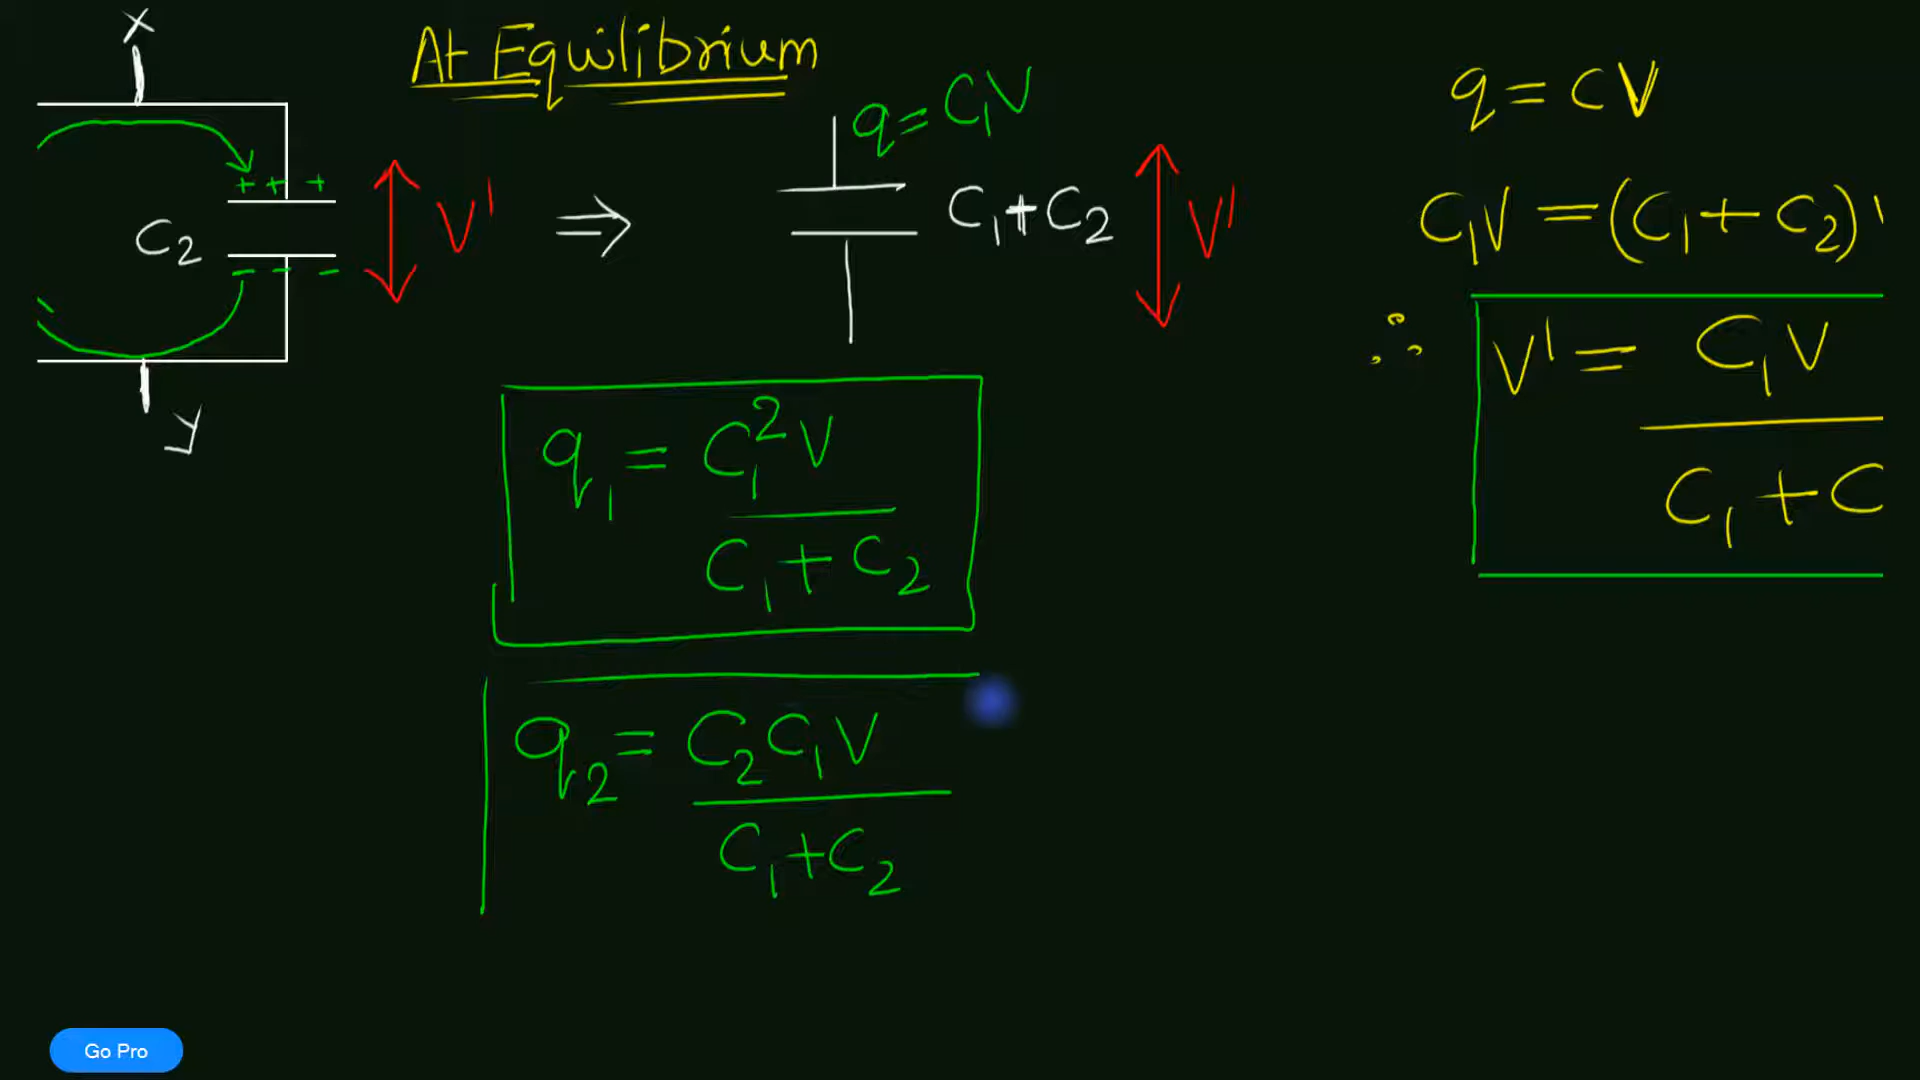 X
At Equilibrium
q = C₁V
q = CV
C₂
V'
⇒
C₁+C₂
V'
C₁V = (C₁+C₂)'
∴ V' = C₁V
C₁+C
y
q₁ = C₁²V
C₁+C₂
q₂ = C₂C₁V
C₁+C₂
Go Pro